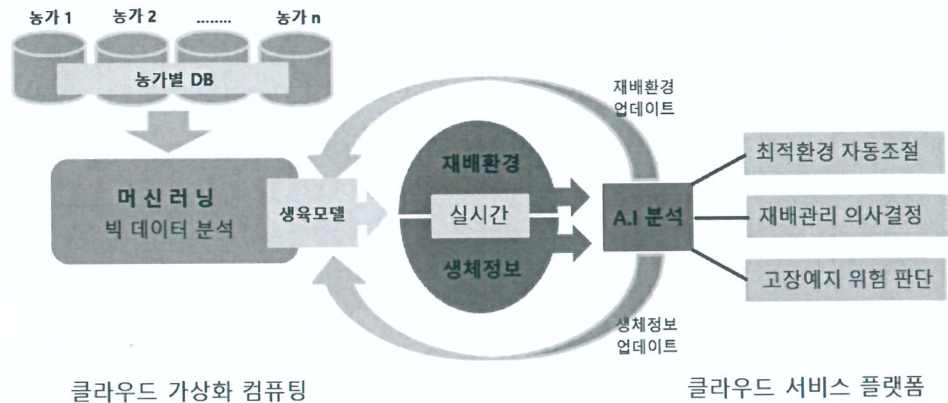 농가 1 농가 2 ........ 농가 n
농가별 DB
재배환경
업데이트
머신러닝
빅 데이터 분석
생육모델
재배환경
실시간
생체정보
A.I 분석
최적환경 자동조절
재배관리 의사결정
고장예지 위험 판단
생체정보
업데이트
클라우드 가상화 컴퓨팅
클라우드 서비스 플랫폼